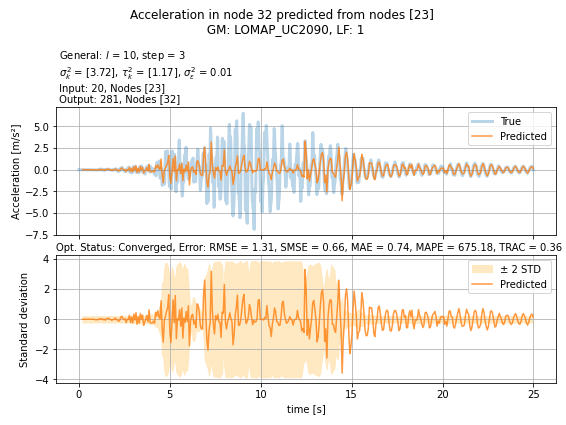 Acceleration in node 32 predicted from nodes [23]
GM: LOMAP_UC2090, LF: 1
General: l = 10, step = 3
σ²ₖ = [3.72], τ²ₖ = [1.17], σ²_ε = 0.01
Input: 20, Nodes [23]
Output: 281, Nodes [32]
Acceleration [m/s²]
5.0
2.5
0.0
−2.5
−5.0
−7.5
True
Predicted
Opt. Status: Converged, Error: RMSE = 1.31, SMSE = 0.66, MAE = 0.74, MAPE = 675.18, TRAC = 0.36
Standard deviation
4
2
0
−2
−4
± 2 STD
Predicted
0 5 10 15 20 25
time [s]